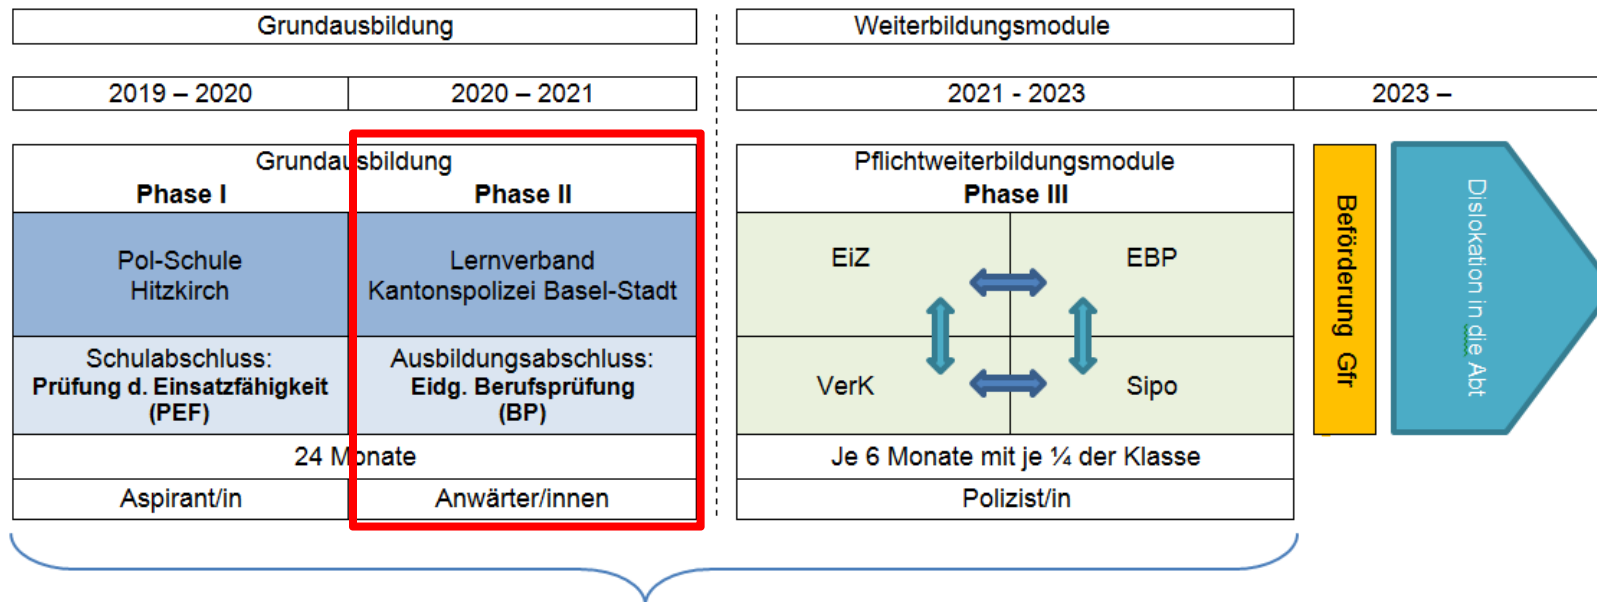 Grundausbildung
Weiterbildungsmodule
2019 – 2020
2020 – 2021
2021 - 2023
2023 –
Grundausbildung
Phase I
Phase II
Pflichtweiterbildungsmodule
Phase III
Pol-Schule
Hitzkirch
Lernverband
Kantonspolizei Basel-Stadt
EiZ
EBP
Schulabschluss:
Prüfung d. Einsatzfähigkeit
(PEF)
Ausbildungsabschluss:
Eidg. Berufsprüfung
(BP)
VerK
Sipo
24 Monate
Je 6 Monate mit je ¼ der Klasse
Aspirant/in
Anwärter/innen
Polizist/in
Beförderung Gfr
Dislokation in die Abt